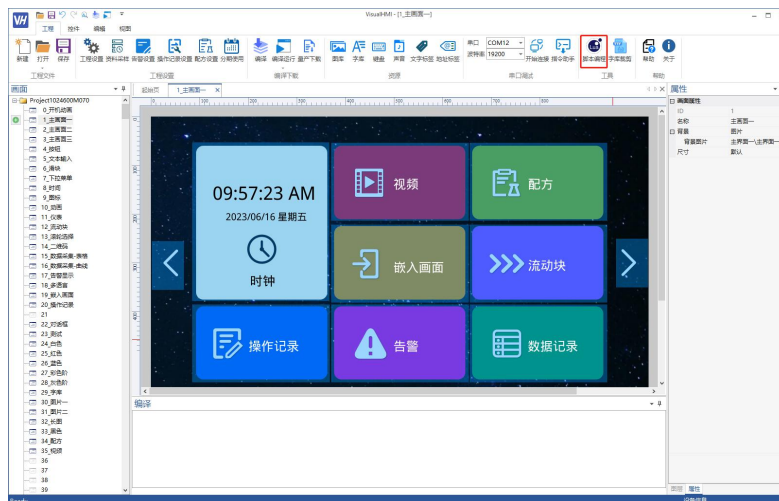 VisualHMI - [1_主画面一]
工程 控件 编辑 视图
新建 打开 保存 工程设置 资料采样 告警设置 操作记录设置 配方设置 分期使用 编译 编译运行 量产下载 图库 字库 键盘 声音 文字标签 地址标签 串口 COM12 波特率 19200 开始连接 指令助手 脚本编程 字库裁剪 帮助 关于
工程文件 工程设置 编译下载 资源 串口调试 工具 帮助
画面
起始页 1_主画面一
属性
Project1024600M070
0_开机动画
1_主画面一
2_主画面二
3_主画面三
4_按钮
5_文本输入
6_滑块
7_下拉菜单
8_时间
9_图标
10_动画
11_仪表
12_流动块
13_滚轮选择
14_二维码
15_数据采集-表格
16_数据采集-曲线
17_告警显示
18_多语言
19_嵌入画面
20_操作记录
21
22_对话框
23_测试
24_白色
25_红色
26_蓝色
27_彩色阶
28_灰色阶
29_字库
30_图片一
31_图片二
32_长图
33_黑色
34_配方
35_视频
36
37
38
39
09:57:23 AM
2023/06/16 星期五
时钟
视频
配方
嵌入画面
流动块
操作记录
告警
数据记录
编译
画面属性
ID 1
名称 主画面一
背景 图片
背景图片 主界面一\主界面一
尺寸 默认
图层 属性
Ready
设备信息